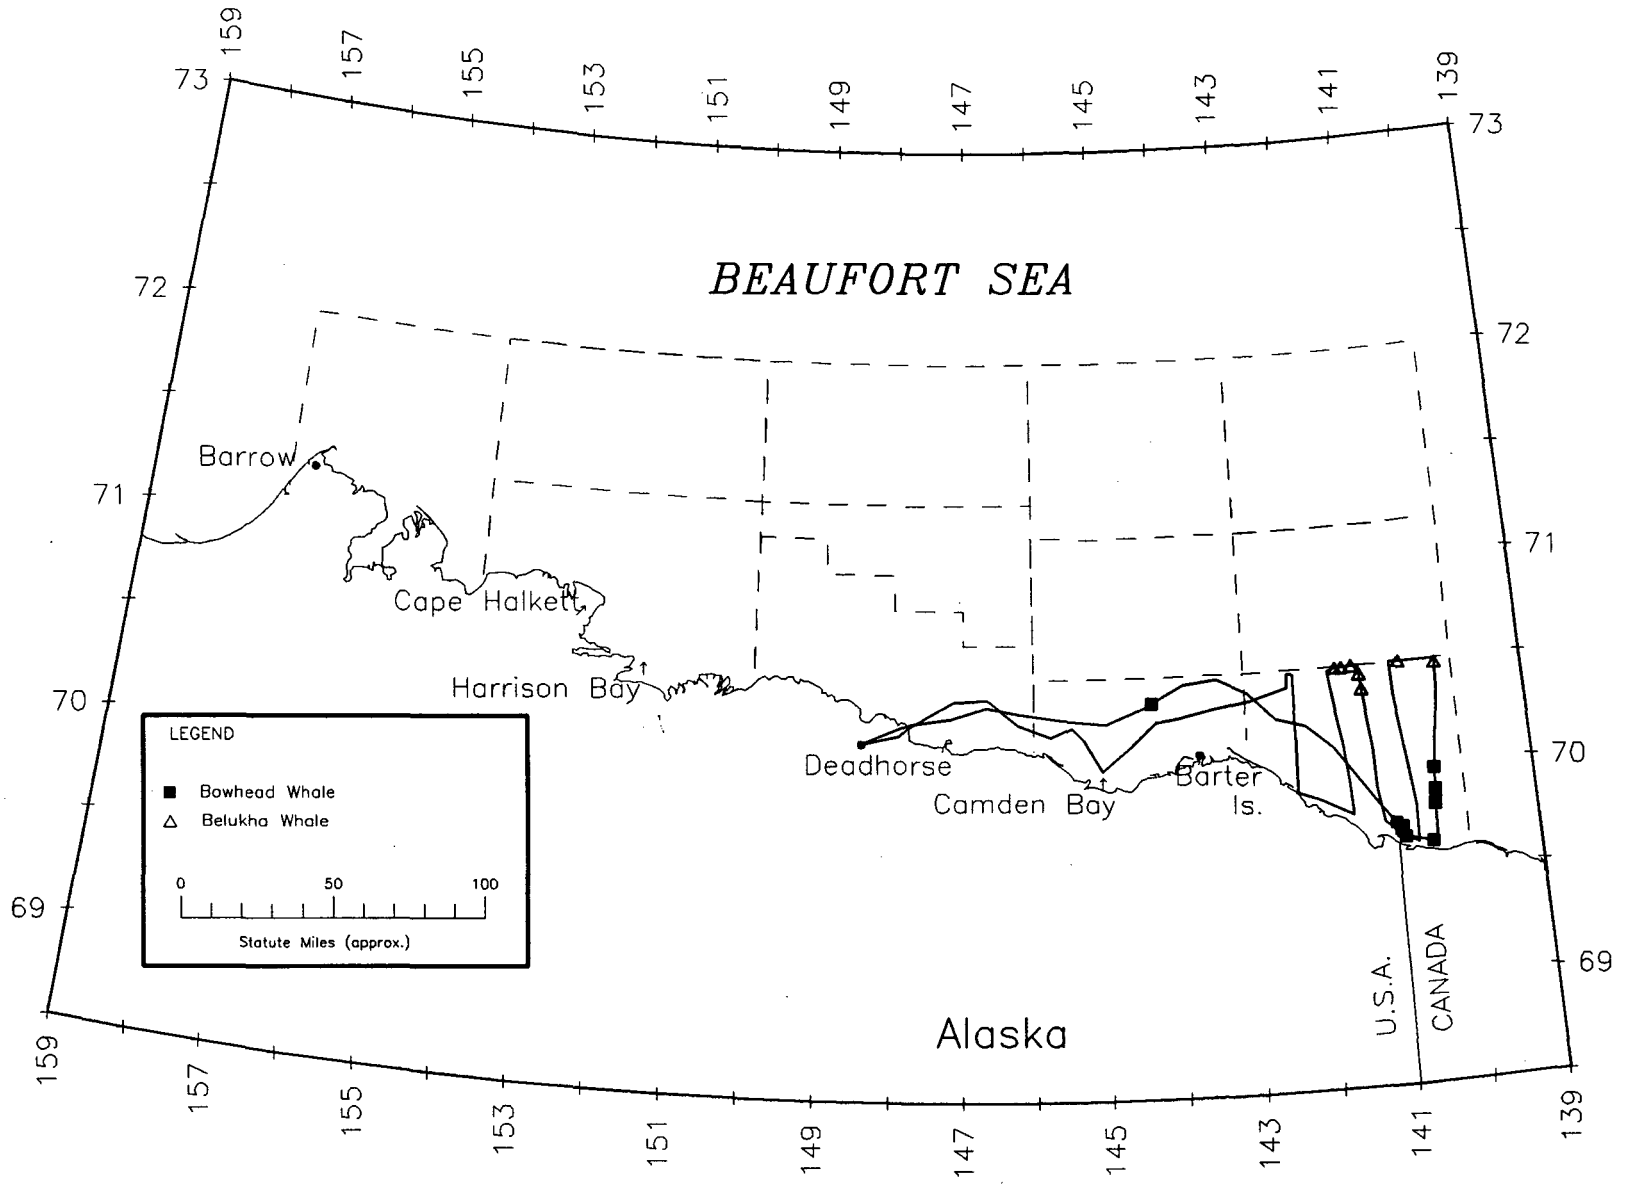 159
157
155
153
151
149
147
145
143
141
139
73
73
72
72
BEAUFORT SEA
Barrow
71
71
Cape Halkett
Harrison Bay
70
70
Deadhorse
Camden Bay
Barter
Is.
LEGEND
Bowhead Whale
Belukha Whale
0 50 100
Statute Miles (approx.)
69
69
U.S.A.
CANADA
Alaska
159
157
155
153
151
149
147
145
143
141
139